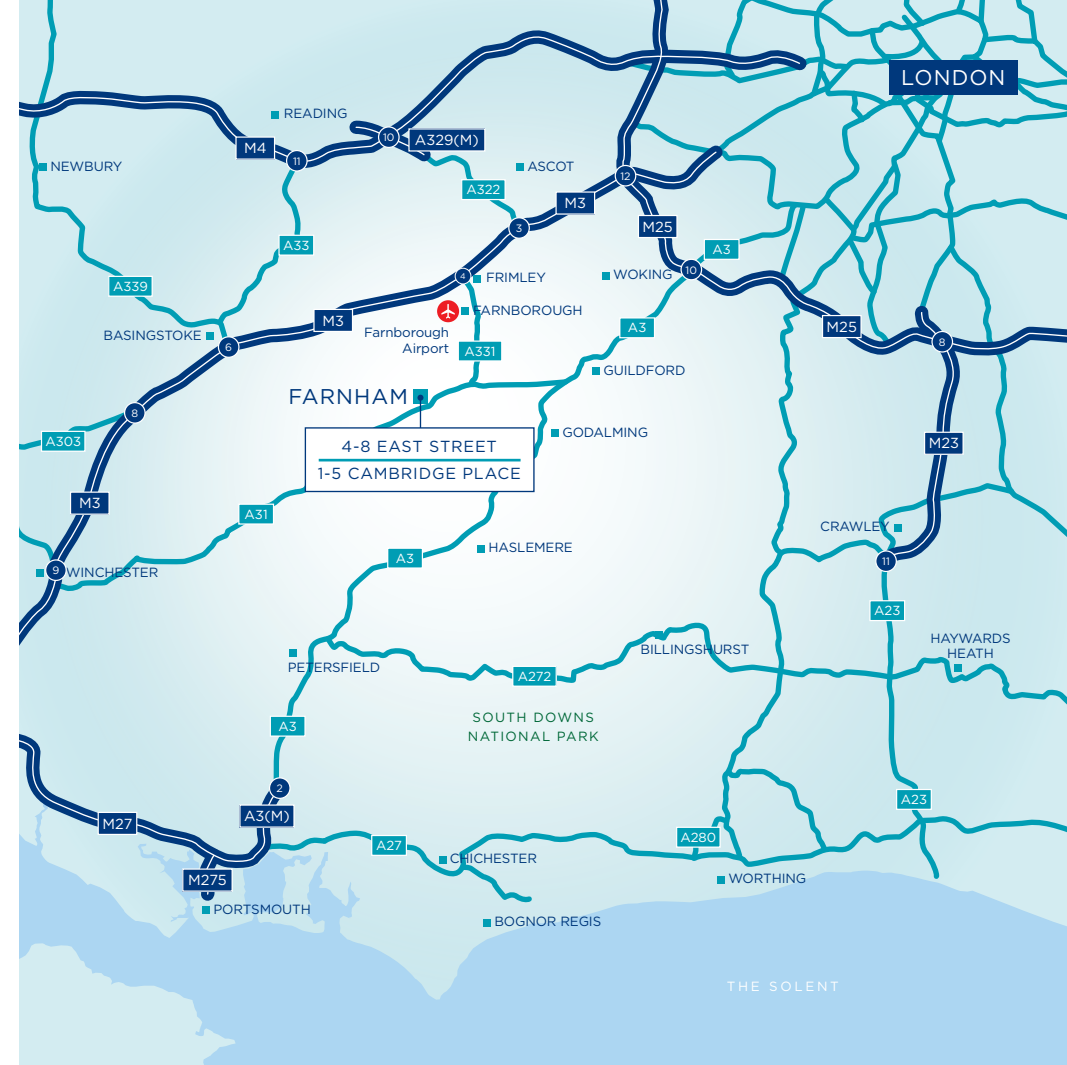 LONDON
READING
10
A329(M)
M4
11
NEWBURY
ASCOT
12
A322
M3
3
M25
A33
A3
10
4
FRIMLEY
WOKING
A339
FARNBOROUGH
M3
Farnborough
Airport
A3
M25
BASINGSTOKE
6
8
A331
GUILDFORD
FARNHAM
8
A303
4-8 EAST STREET
1-5 CAMBRIDGE PLACE
GODALMING
M23
M3
A31
CRAWLEY
A3
HASLEMERE
11
9
WINCHESTER
A23
HAYWARDS
HEATH
BILLINGSHURST
PETERSFIELD
A272
SOUTH DOWNS
NATIONAL PARK
A3
2
A23
A3(M)
M27
A280
A27
CHICHESTER
M275
WORTHING
PORTSMOUTH
BOGNOR REGIS
THE SOLENT